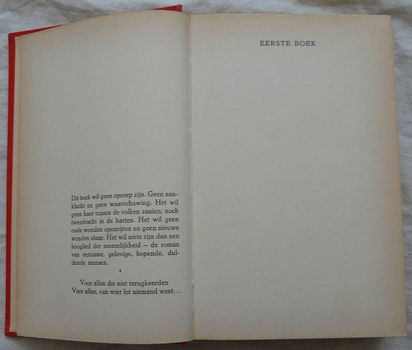 Dit boek wil geen oproep zijn. Geen aan-
klacht en geen waarschuwing. Het wil
geen haat tussen de volken zaaien, noch
tweedracht in de harten. Het wil geen
oude wonden openrijten en geen nieuwe
wonden slaan. Het wil niets zijn dan een
hooglied der menselijkheid — de roman
van eenzame, gelovige, hopende, dul-
dende mensen.
*
Voor allen die niet terugkeerden
Voor allen, van wier lot niemand weet...
EERSTE BOEK